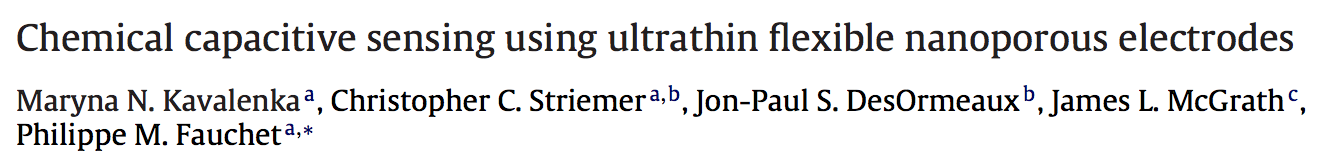 Chemical capacitive sensing using ultrathin flexible nanoporous electrodes
Maryna N. Kavalenka a, Christopher C. Striemer a,b, Jon-Paul S. DesOrmeaux b, James L. McGrath c,
Philippe M. Fauchet a,*